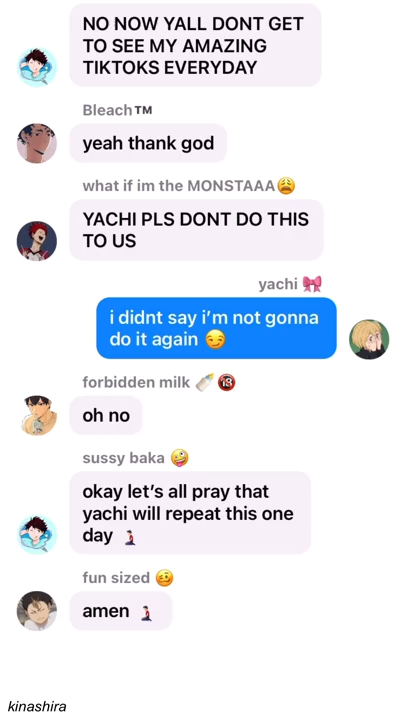 NO NOW YALL DONT GET
TO SEE MY AMAZING
TIKTOKS EVERYDAY
Bleach™
yeah thank god
what if im the MONSTAAA😩
YACHI PLS DONT DO THIS
TO US
yachi 🎀
i didnt say i’m not gonna
do it again 😏
forbidden milk 🍼🔞
oh no
sussy baka 🤪
okay let’s all pray that
yachi will repeat this one
day 🧎🏻‍♂️
fun sized 🥴
amen 🧎🏻‍♂️
kinashira